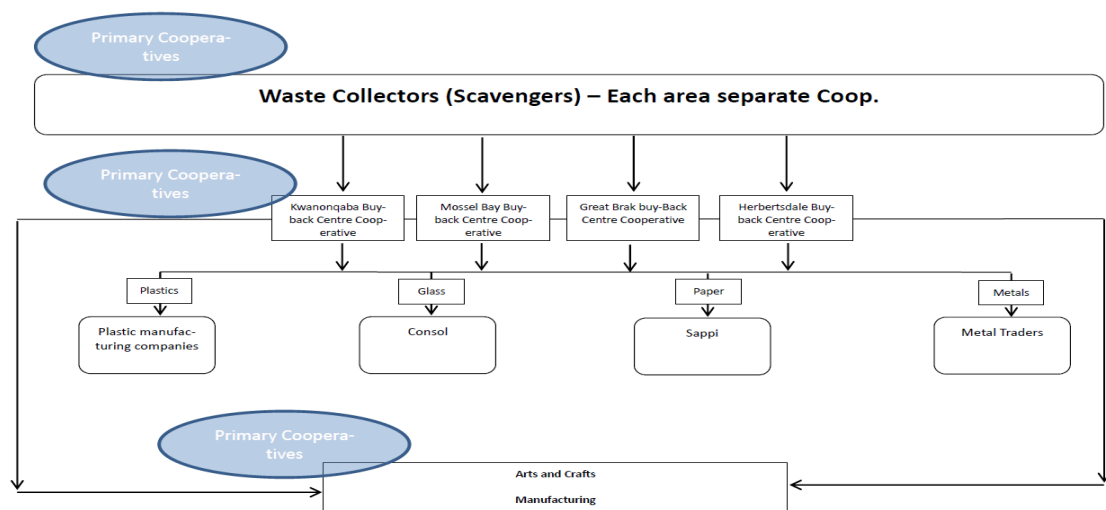 Primary Coopera-
tives
Waste Collectors (Scavengers) – Each area separate Coop.
Primary Coopera-
tives
Kwanonqaba Buy-
back Centre Coop-
erative
Mossel Bay Buy-
back Centre Coop-
erative
Great Brak buy-Back
Centre Cooperative
Herbertsdale Buy-
back Centre Coop-
erative
Plastics
Glass
Paper
Metals
Plastic manufac-
turing companies
Consol
Sappi
Metal Traders
Primary Coopera-
tives
Arts and Crafts
Manufacturing